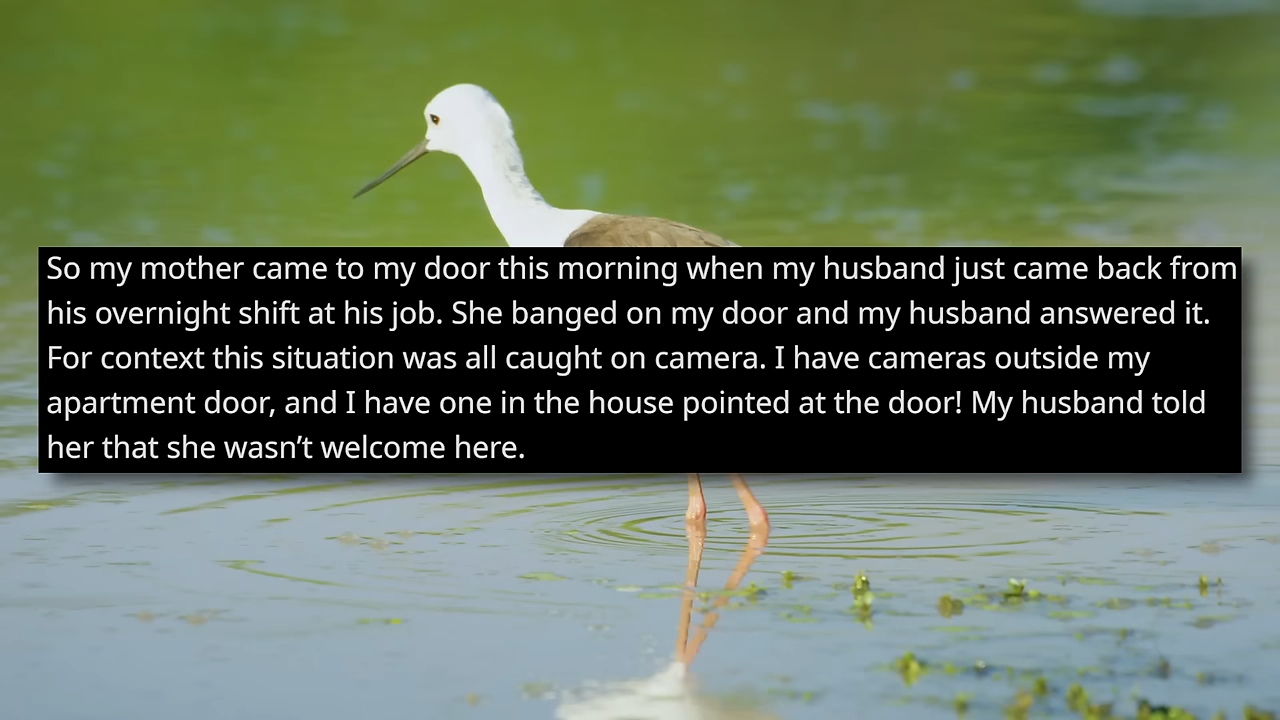 So my mother came to my door this morning when my husband just came back from
his overnight shift at his job. She banged on my door and my husband answered it.
For context this situation was all caught on camera. I have cameras outside my
apartment door, and I have one in the house pointed at the door! My husband told
her that she wasn’t welcome here.